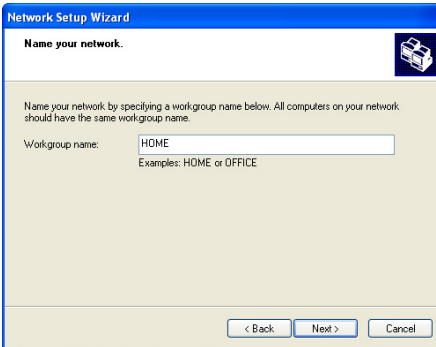 Network Setup Wizard
Name your network.
Name your network by specifying a workgroup name below. All computers on your network
should have the same workgroup name.
Workgroup name: HOME
Examples: HOME or OFFICE
< Back Next > Cancel